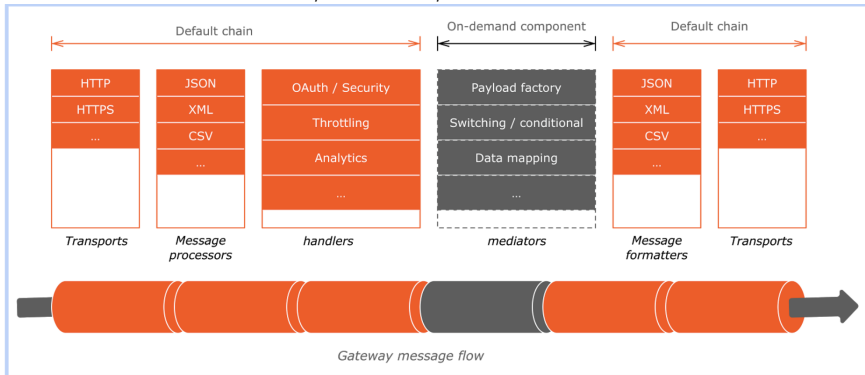 Default chain
On-demand component
Default chain
HTTP
HTTPS
...
JSON
XML
CSV
...
OAuth / Security
Throttling
Analytics
...
Payload factory
Switching / conditional
Data mapping
...
JSON
XML
CSV
...
HTTP
HTTPS
...
Transports
Message
processors
handlers
mediators
Message
formatters
Transports
Gateway message flow